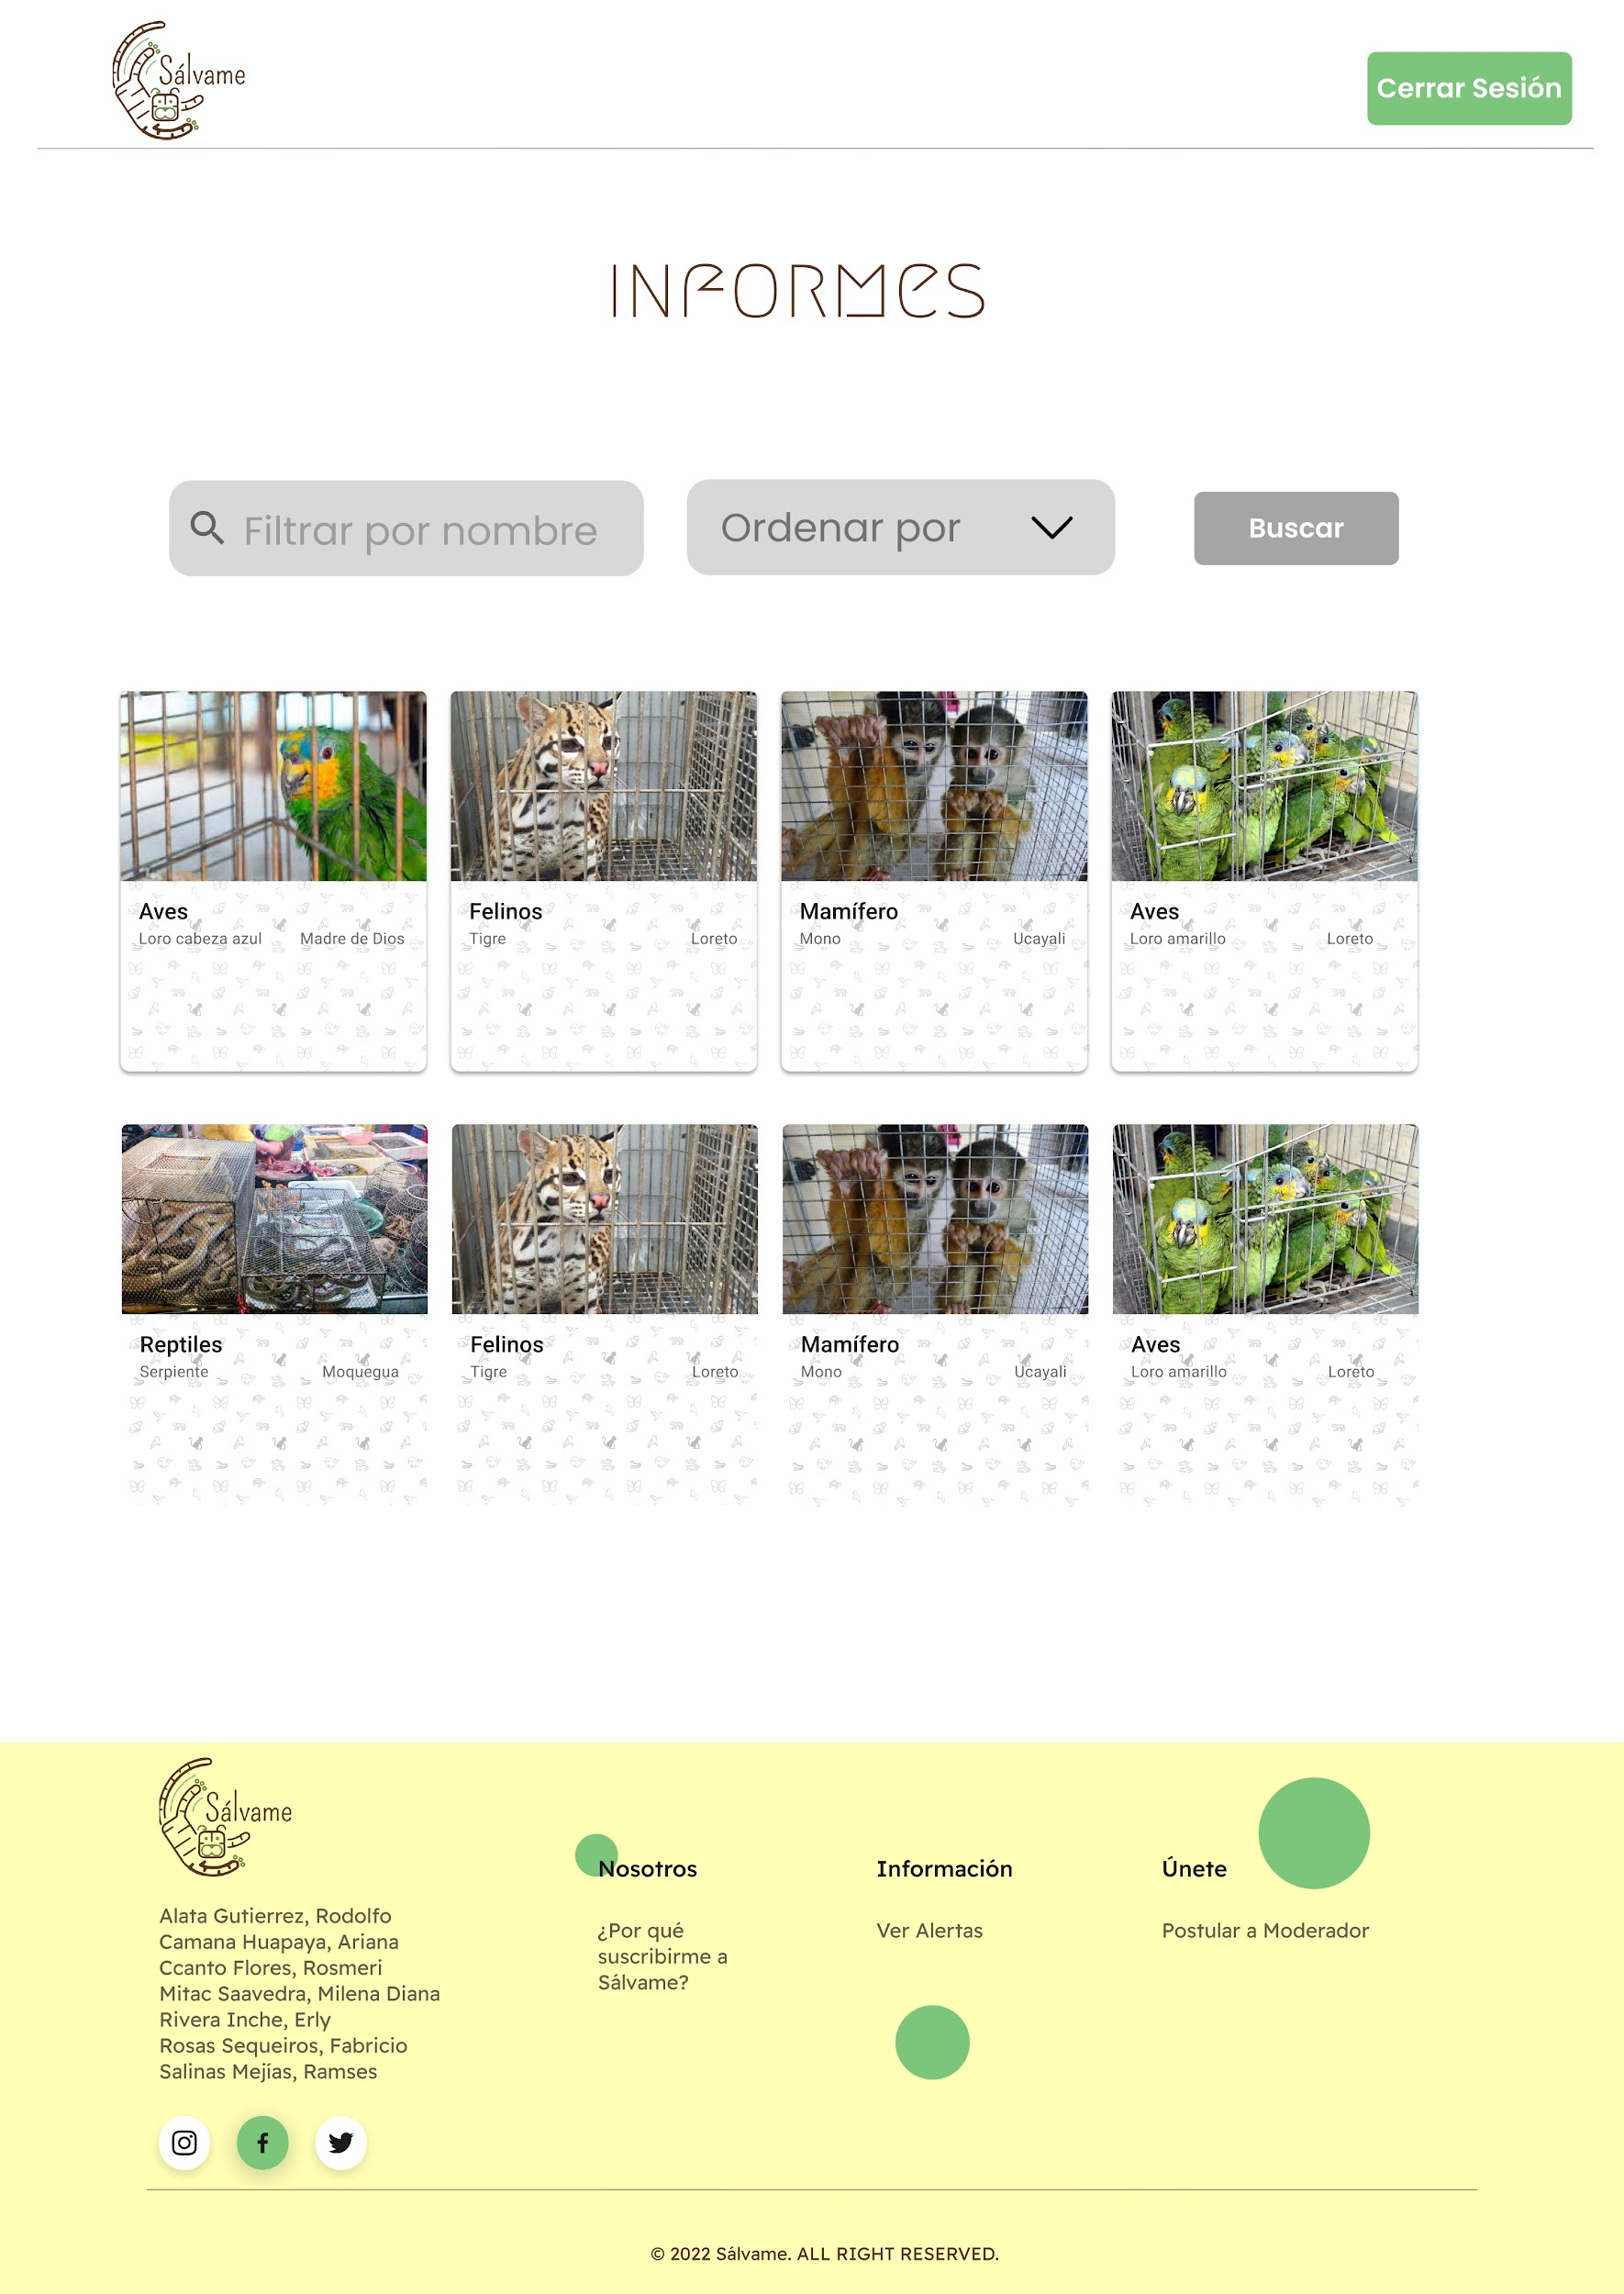 Sálvame
Cerrar Sesión
INFORMES
Filtrar por nombre
Ordenar por
Buscar
Aves
Loro cabeza azul
Madre de Dios
Felinos
Tigre
Loreto
Mamífero
Mono
Ucayali
Aves
Loro amarillo
Loreto
Reptiles
Serpiente
Moquegua
Felinos
Tigre
Loreto
Mamífero
Mono
Ucayali
Aves
Loro amarillo
Loreto
Sálvame
Alata Gutierrez, Rodolfo
Camana Huapaya, Ariana
Ccanto Flores, Rosmeri
Mitac Saavedra, Milena Diana
Rivera Inche, Erly
Rosas Sequeiros, Fabricio
Salinas Mejías, Ramses
Nosotros
¿Por qué
suscribirme a
Sálvame?
Información
Ver Alertas
Únete
Postular a Moderador
© 2022 Sálvame. ALL RIGHT RESERVED.